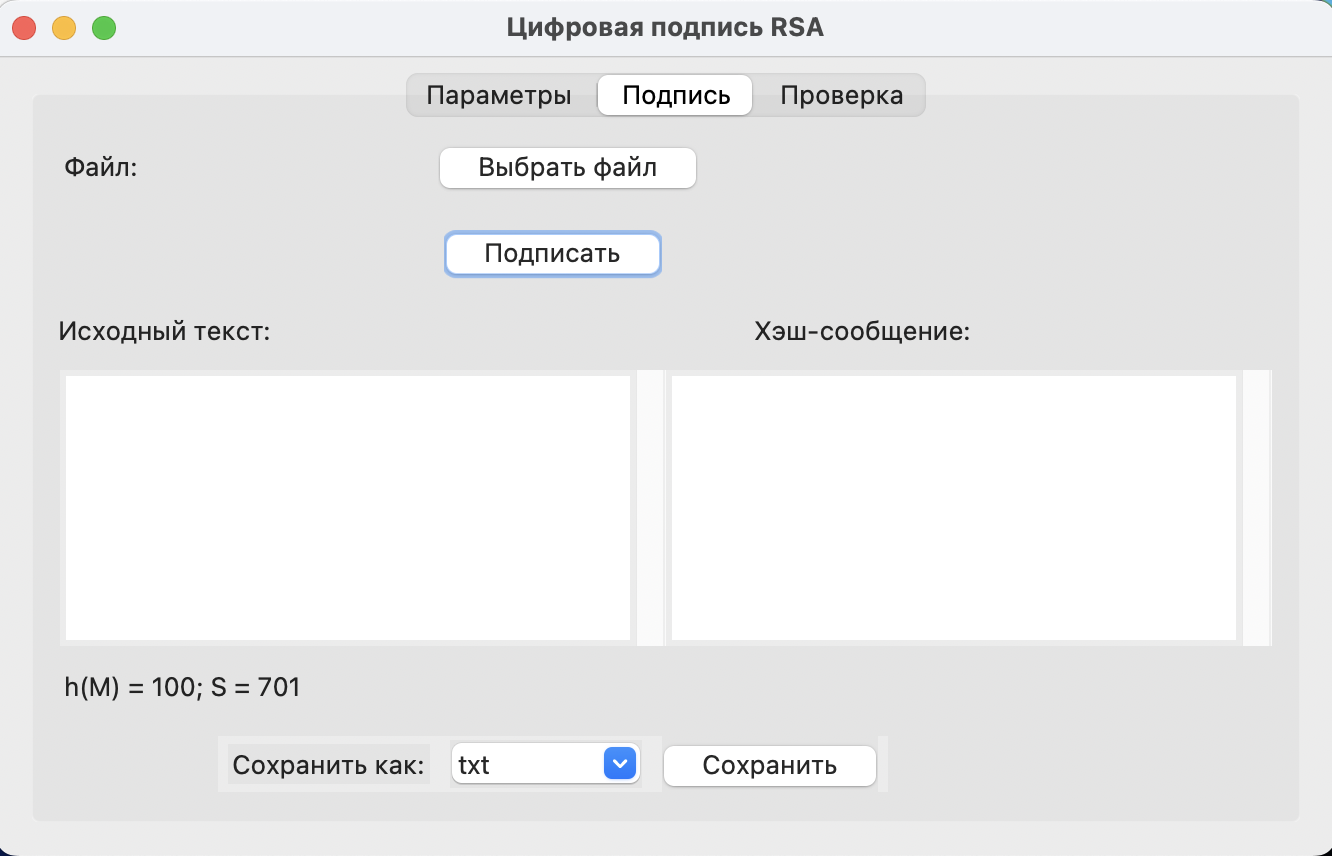 Цифровая подпись RSA
Параметры Подпись Проверка
Файл: Выбрать файл
Подписать
Исходный текст: Хэш-сообщение:
h(M) = 100; S = 701
Сохранить как: txt Сохранить